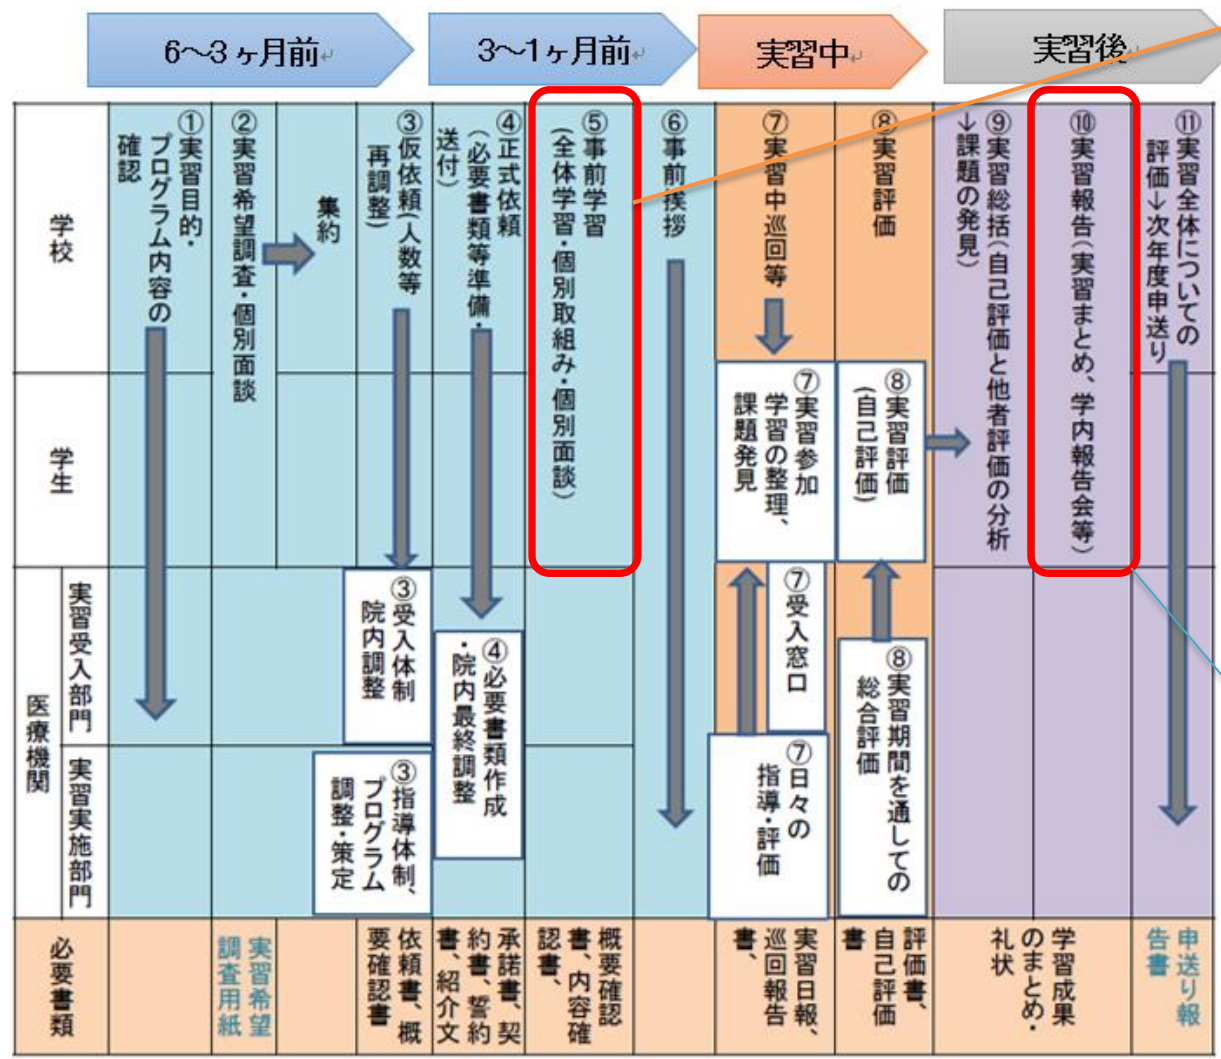 6～3ヶ月前
3～1ヶ月前
実習中
実習後
学校
学生
医療機関
実習受入部門
実習実施部門
必要書類
①実習目的・
プログラム内容の
確認
②実習希望調査・個別面談
集約
③仮依頼(人数等
再調整)
④正式依頼
(必要書類等準備・
送付)
⑤事前学習
(全体学習・個別取組み・個別面談)
⑥事前挨拶
⑦実習中巡回等
⑧実習評価
⑨実習総括(自己評価と他者評価の分析
↓課題の発見)
⑩実習報告(実習まとめ、学内報告会等)
⑪実習全体についての
評価↓次年度申送り
⑦実習参加
学習の整理、
課題発見
⑧実習評価
(自己評価)
③受入体制
院内調整
③指導体制、
プログラム
調整・策定
④必要書類作成
・院内最終調整
⑦受入窓口
⑦日々の
指導・評価
⑧実習期間を通しての
総合評価
実習希望
調査用紙
依頼書、概
要確認書
承諾書、契
約書、誓約
書、紹介文
概要確認
書、内容確
認書、
実習日報、
巡回報告
書、
評価書、
自己評価
書
学習成果
のまとめ・
礼状
申送り報
告書